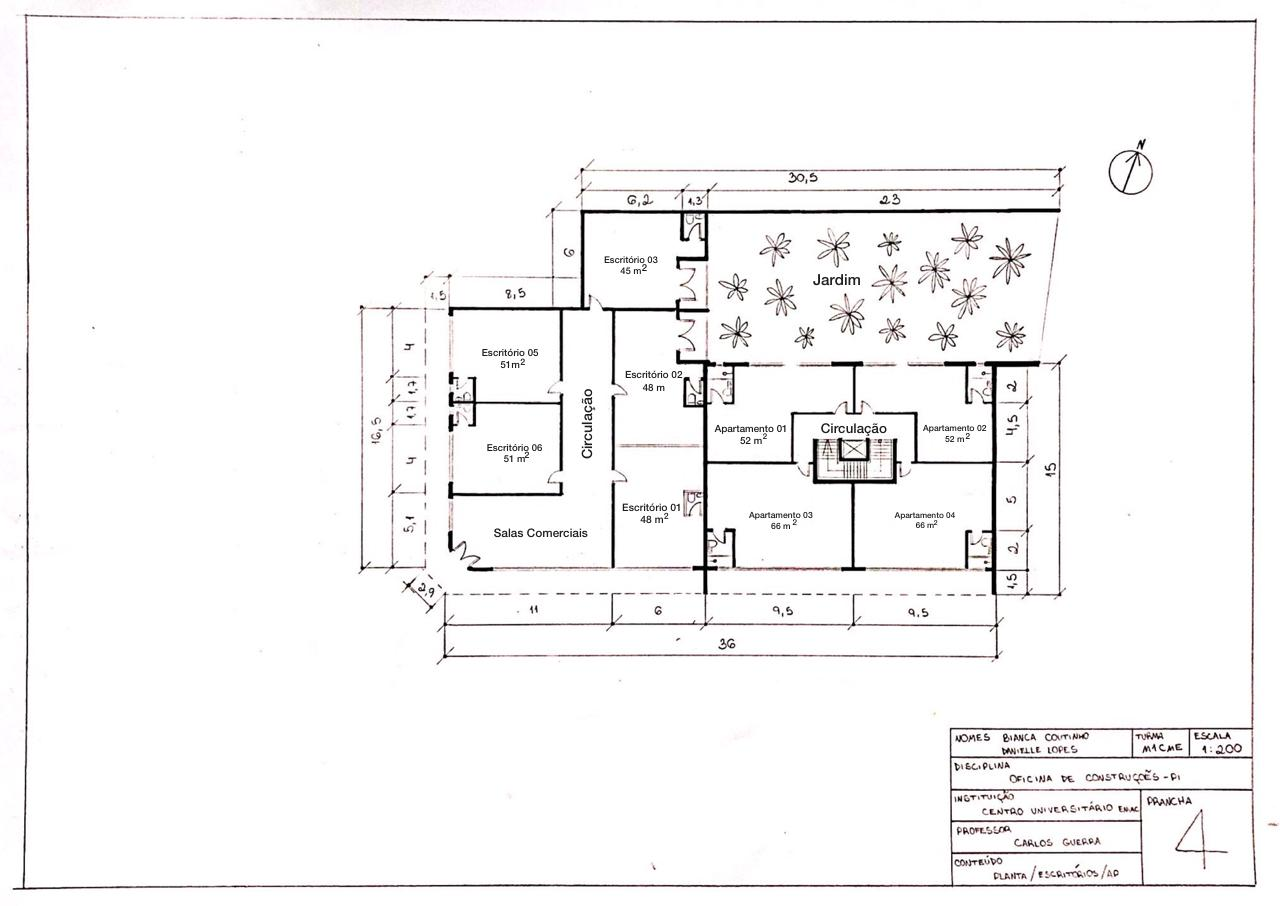 N
30,5
6,2
1,3
23
6
Escritório 03
45 m²
Jardim
1,5
8,5
4
1,7
1,7
4
5,1
16,5
Escritório 05
51m²
Escritório 06
51 m²
Circulação
Escritório 02
48 m
Escritório 01
48 m²
Salas Comerciais
Apartamento 01
52 m²
Circulação
Apartamento 02
52 m²
Apartamento 03
66 m²
Apartamento 04
66 m²
2
4,5
5
2
1,5
15
2,9
11
6
9,5
9,5
36
NOMES BIANCA COUTINHO
DANIELLE LOPES
TURMA
M1CME
ESCALA
1:200
DISCIPLINA
OFICINA DE CONSTRUÇÕES-PI
INSTITUIÇÃO
CENTRO UNIVERSITÁRIO ENIAC
PRANCHA
4
PROFESSOR
CARLOS GUERRA
CONTEÚDO
PLANTA/ESCRITÓRIOS/AP